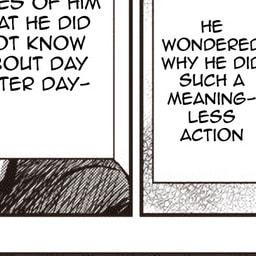 ES OF HIM
AT HE DID
OT KNOW
BOUT DAY
TER DAY-
HE
WONDERED
WHY HE DID
SUCH A
MEANING-
LESS
ACTION